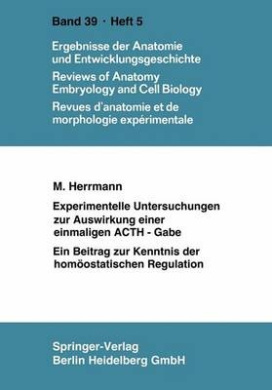 Band 39 · Heft 5
Ergebnisse der Anatomie
und Entwicklungsgeschichte
Reviews of Anatomy
Embryology and Cell Biology
Revues d'anatomie et de
morphologie expérimentale
M. Herrmann
Experimentelle Untersuchungen
zur Auswirkung einer
einmaligen ACTH - Gabe
Ein Beitrag zur Kenntnis der
homöostatischen Regulation
Springer-Verlag
Berlin Heidelberg GmbH